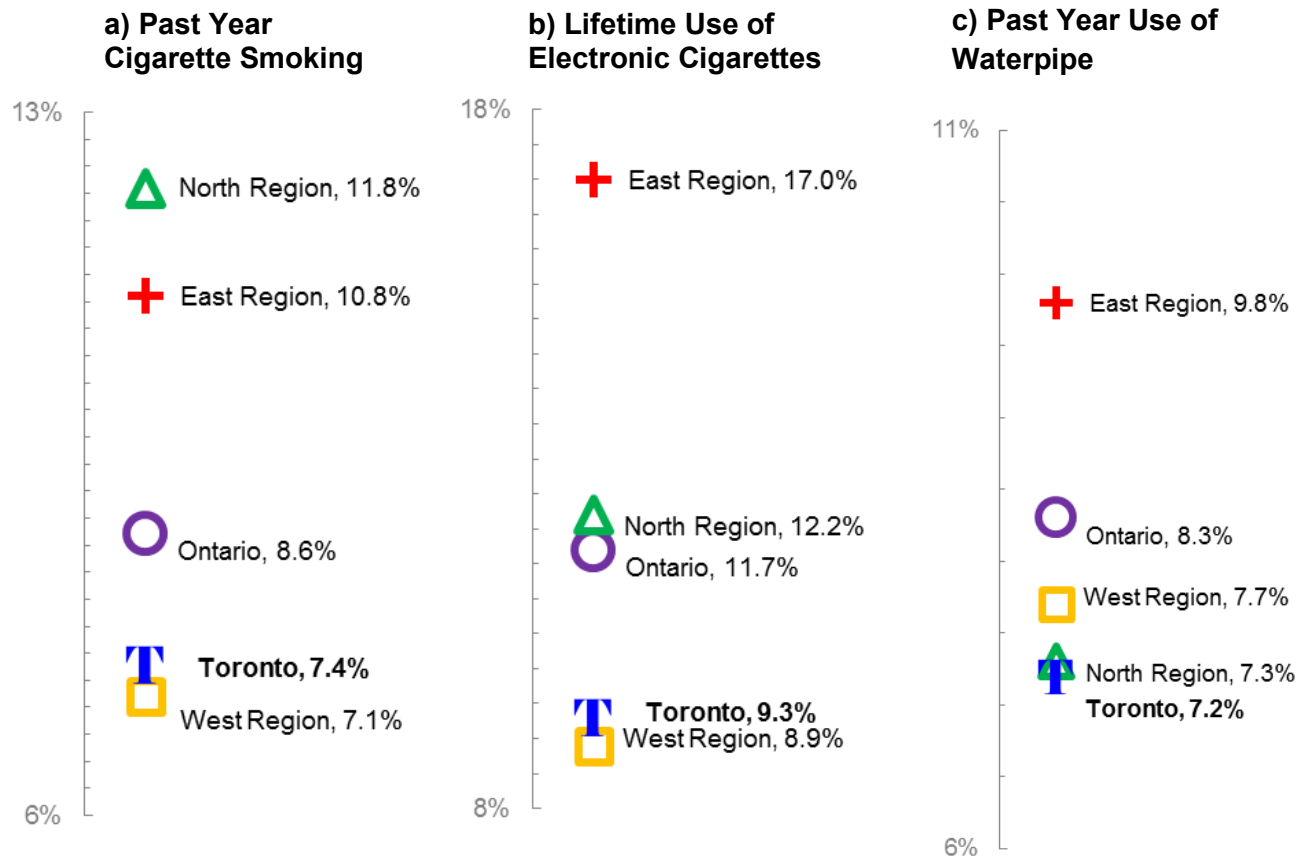 a) Past Year
Cigarette Smoking
13%
North Region, 11.8%
East Region, 10.8%
Ontario, 8.6%
T
Toronto, 7.4%
West Region, 7.1%
6%
b) Lifetime Use of
Electronic Cigarettes
18%
East Region, 17.0%
North Region, 12.2%
Ontario, 11.7%
T
Toronto, 9.3%
West Region, 8.9%
8%
c) Past Year Use of
Waterpipe
11%
East Region, 9.8%
Ontario, 8.3%
West Region, 7.7%
North Region, 7.3%
T
Toronto, 7.2%
6%